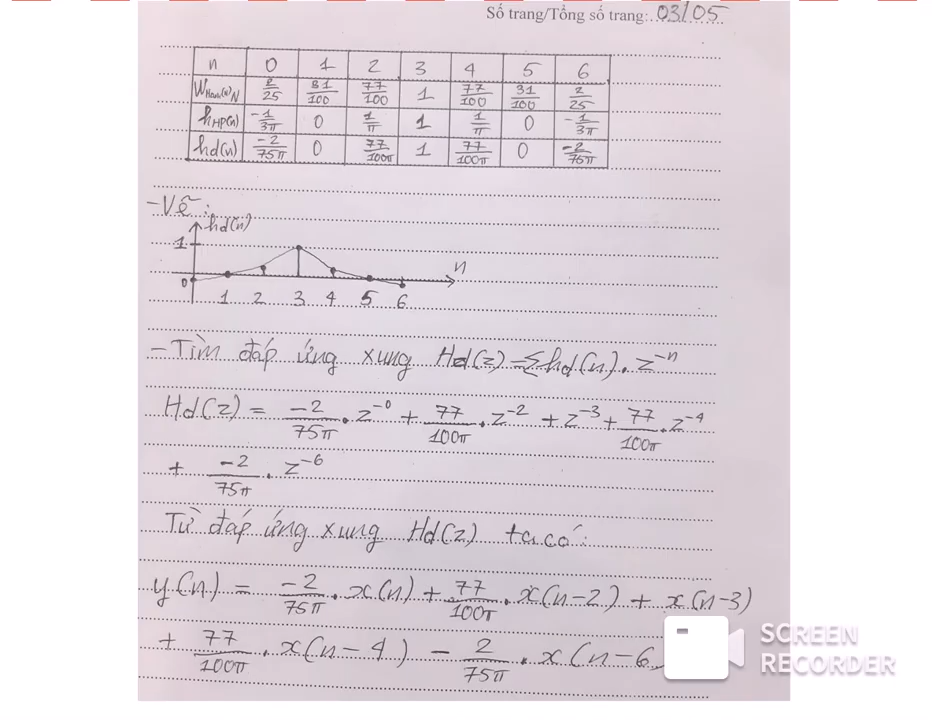 Số trang/Tổng số trang: 03/05
n 0 1 2 3 4 5 6
W_Ham(n)_N 2/25 31/100 77/100 1 77/100 31/100 2/25
h_HP(n) -1/3π 0 1/π 1 1/π 0 -1/3π
hd(n) -2/75π 0 77/100π 1 77/100π 0 -2/75π
- Vẽ:
hd(n)
1
n
0 1 2 3 4 5 6
- Tìm đáp ứng xung Hd(z) = Σhd(n).z^-n
Hd(z) = -2/75π . z^-0 + 77/100π . z^-2 + z^-3 + 77/100π . z^-4
+ -2/75π . z^-6
Từ đáp ứng xung Hd(z) ta có:
y(n) = -2/75π . x(n) + 77/100π . x(n-2) + x(n-3)
+ 77/100π . x(n-4) - 2/75π . x(n-6
SCREEN
RECORDER